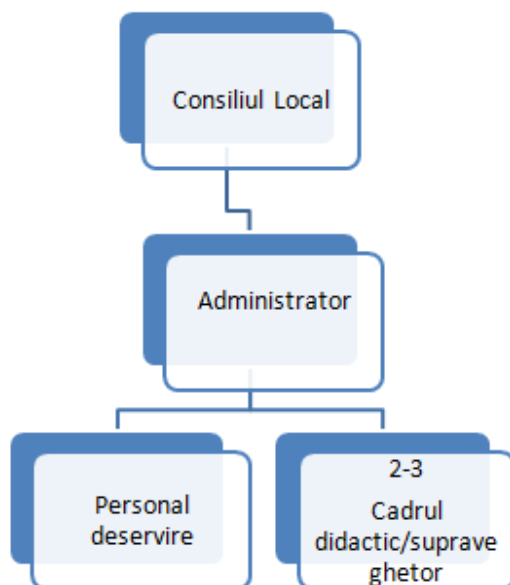 Consiliul Local
Administrator
Personal
deservire
2-3
Cadrul
didactic/suprave
ghetor